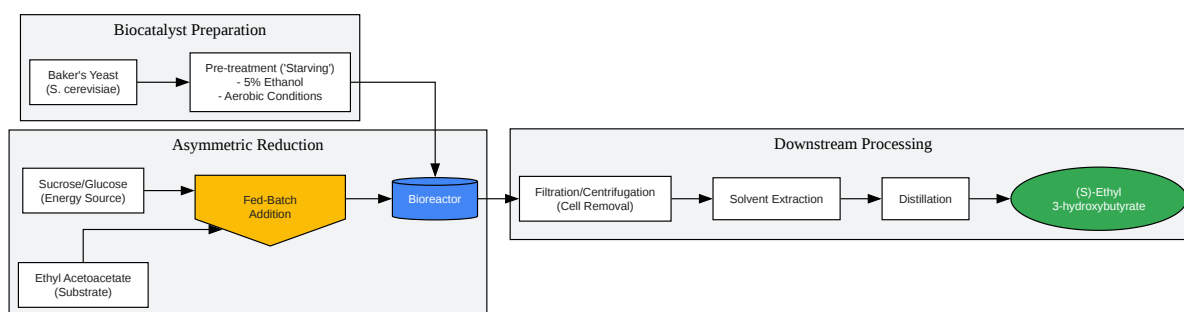 Biocatalyst Preparation
Baker's Yeast
(S. cerevisiae)
Pre-treatment ('Starving')
- 5% Ethanol
- Aerobic Conditions
Asymmetric Reduction
Sucrose/Glucose
(Energy Source)
Fed-Batch
Addition
Bioreactor
Ethyl Acetoacetate
(Substrate)
Downstream Processing
Filtration/Centrifugation
(Cell Removal)
Solvent Extraction
Distillation
(S)-Ethyl
3-hydroxybutyrate